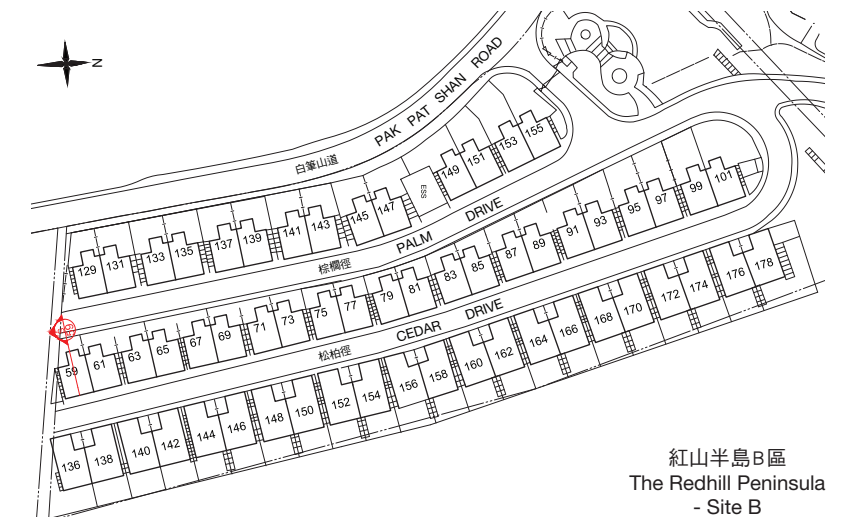 N
PAK PAT SHAN ROAD
白筆山道
153 155
149 151
ESS
145 147
141 143
137 139
133 135
129 131
PALM DRIVE
棕櫚徑
99 101
95 97
91 93
87 89
83 85
79 81
75 77
71 73
67 69
63 65
59 61
CEDAR DRIVE
松柏徑
176 178
172 174
168 170
164 166
160 162
156 158
152 154
148 150
144 146
140 142
136 138
紅山半島B區
The Redhill Peninsula
- Site B